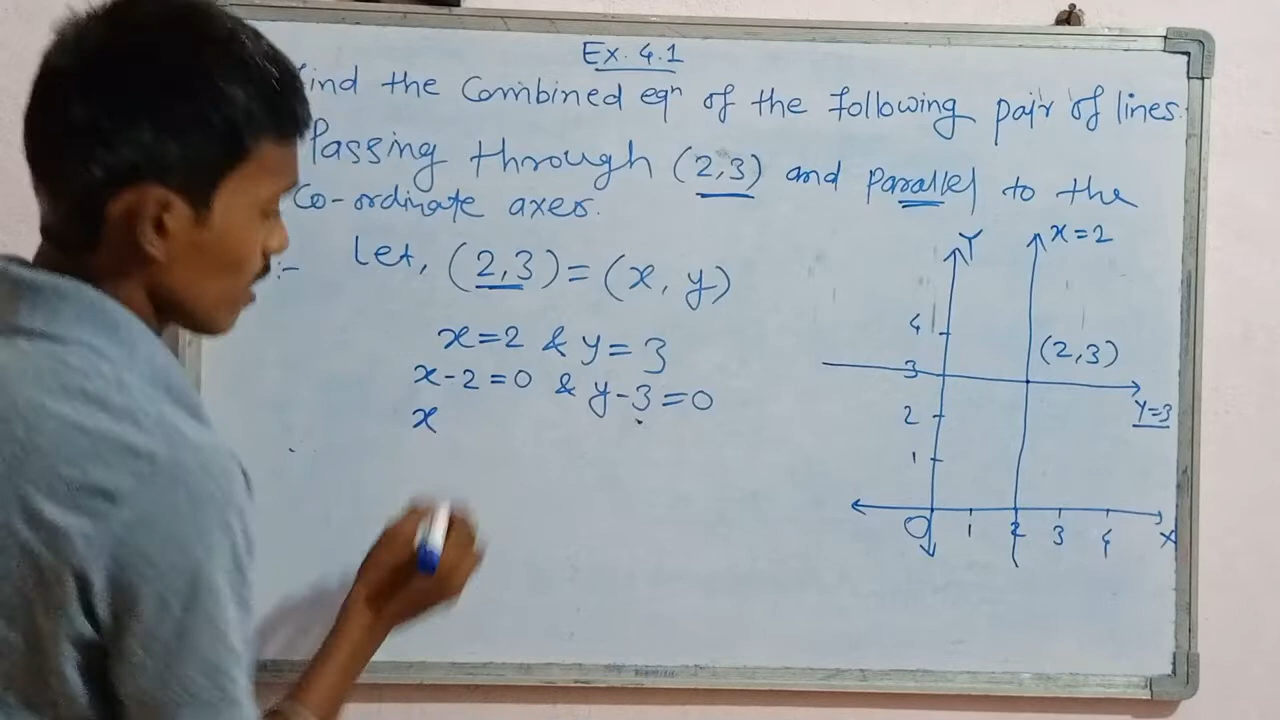 Ex. 4.1
ind the Combined eqⁿ of the following pair of lines.
Passing through (2,3) and parallel to the
Co-ordinate axes.
:- Let, (2,3) = (x, y)
x=2 & y=3
x-2=0 & y-3=0
x
Y
x=2
4
(2,3)
3
Y=3
2
1
O 1 2 3 4 X